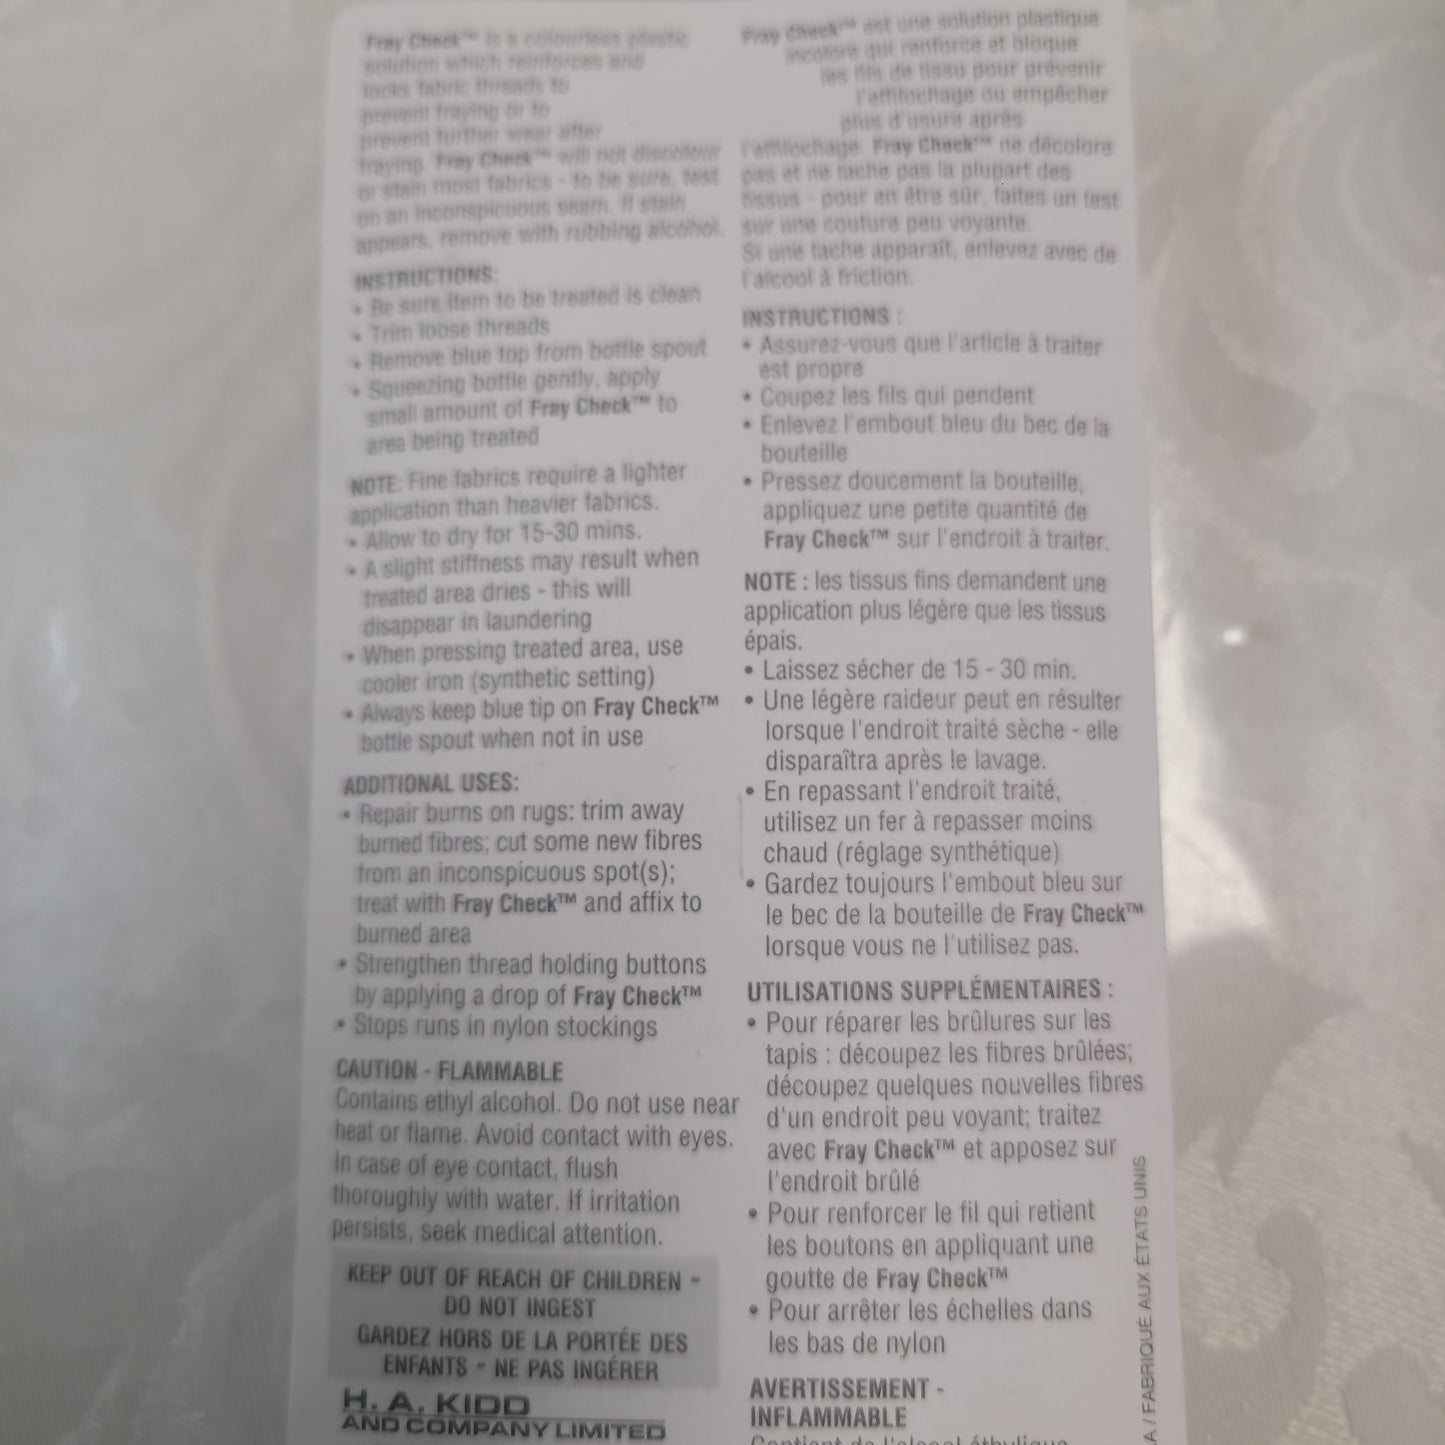 Fray Check™ is a colourless plastic
solution which reinforces and
locks fabric threads to
prevent fraying or to
prevent further wear after
fraying. Fray Check™ will not discolour
or stain most fabrics - to be sure, test
on an inconspicuous seam. If stain
appears, remove with rubbing alcohol.
INSTRUCTIONS:
• Be sure item to be treated is clean
• Trim loose threads
• Remove blue top from bottle spout
• Squeezing bottle gently, apply
small amount of Fray Check™ to
area being treated
NOTE: Fine fabrics require a lighter
application than heavier fabrics.
• Allow to dry for 15-30 mins.
• A slight stiffness may result when
treated area dries - this will
disappear in laundering
• When pressing treated area, use
cooler iron (synthetic setting)
• Always keep blue tip on Fray Check™
bottle spout when not in use
ADDITIONAL USES:
• Repair burns on rugs: trim away
burned fibres; cut some new fibres
from an inconspicuous spot(s);
treat with Fray Check™ and affix to
burned area
• Strengthen thread holding buttons
by applying a drop of Fray Check™
• Stops runs in nylon stockings
CAUTION - FLAMMABLE
Contains ethyl alcohol. Do not use near
heat or flame. Avoid contact with eyes.
In case of eye contact, flush
thoroughly with water. If irritation
persists, seek medical attention.
KEEP OUT OF REACH OF CHILDREN -
DO NOT INGEST
GARDEZ HORS DE LA PORTÉE DES
ENFANTS - NE PAS INGÉRER
H. A. KIDD
AND COMPANY LIMITED
Fray Check™ est une solution plastique
incolore qui renforce et bloque
les fils de tissu pour prévenir
l'effilochage ou empêcher
plus d'usure après
l'effilochage. Fray Check™ ne décolore
pas et ne tache pas la plupart des
tissus - pour en être sûr, faites un test
sur une couture peu voyante.
Si une tache apparaît, enlevez avec de
l'alcool à friction.
INSTRUCTIONS :
• Assurez-vous que l'article à traiter
est propre
• Coupez les fils qui pendent
• Enlevez l'embout bleu du bec de la
bouteille
• Pressez doucement la bouteille,
appliquez une petite quantité de
Fray Check™ sur l'endroit à traiter.
NOTE : les tissus fins demandent une
application plus légère que les tissus
épais.
• Laissez sécher de 15 - 30 min.
• Une légère raideur peut en résulter
lorsque l'endroit traité sèche - elle
disparaîtra après le lavage.
• En repassant l'endroit traité,
utilisez un fer à repasser moins
chaud (réglage synthétique)
• Gardez toujours l'embout bleu sur
le bec de la bouteille de Fray Check™
lorsque vous ne l'utilisez pas.
UTILISATIONS SUPPLÉMENTAIRES :
• Pour réparer les brûlures sur les
tapis : découpez les fibres brûlées;
découpez quelques nouvelles fibres
d'un endroit peu voyant; traitez
avec Fray Check™ et apposez sur
l'endroit brûlé
• Pour renforcer le fil qui retient
les boutons en appliquant une
goutte de Fray Check™
• Pour arrêter les échelles dans
les bas de nylon
AVERTISSEMENT -
INFLAMMABLE
Contient de l'alcool éthylique
A / FABRIQUÉ AUX ÉTATS UNIS